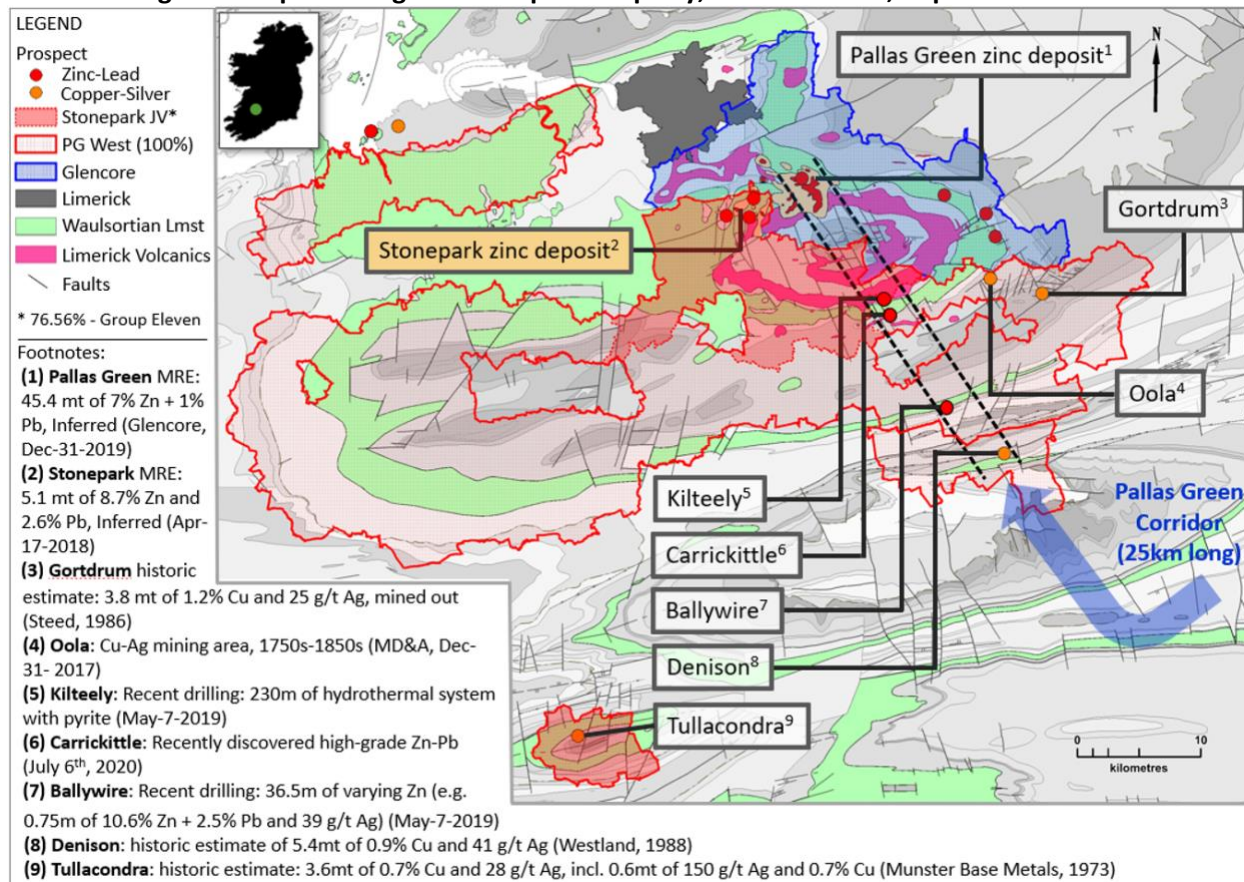 LEGEND
Prospect
Zinc-Lead
Copper-Silver
Stonepark JV*
PG West (100%)
Glencore
Limerick
Waulsortian Lmst
Limerick Volcanics
Faults
* 76.56% - Group Eleven
Footnotes:
(1) Pallas Green MRE:
45.4 mt of 7% Zn + 1%
Pb, Inferred (Glencore,
Dec-31-2019)
(2) Stonepark MRE:
5.1 mt of 8.7% Zn and
2.6% Pb, Inferred (Apr-
17-2018)
(3) Gortdrum historic
estimate: 3.8 mt of 1.2% Cu and 25 g/t Ag, mined out
(Steed, 1986)
(4) Oola: Cu-Ag mining area, 1750s-1850s (MD&A, Dec-
31- 2017)
(5) Kilteely: Recent drilling: 230m of hydrothermal system
with pyrite (May-7-2019)
(6) Carrickittle: Recently discovered high-grade Zn-Pb
(July 6th, 2020)
(7) Ballywire: Recent drilling: 36.5m of varying Zn (e.g.
0.75m of 10.6% Zn + 2.5% Pb and 39 g/t Ag) (May-7-2019)
(8) Denison: historic estimate of 5.4mt of 0.9% Cu and 41 g/t Ag (Westland, 1988)
(9) Tullacondra: historic estimate: 3.6mt of 0.7% Cu and 28 g/t Ag, incl. 0.6mt of 150 g/t Ag and 0.7% Cu (Munster Base Metals, 1973)
Pallas Green zinc deposit1
N
Gortdrum3
Stonepark zinc deposit2
Oola4
Kilteely5
Carrickittle6
Ballywire7
Denison8
Tullacondra9
Pallas Green
Corridor
(25km long)
0 10
kilometres